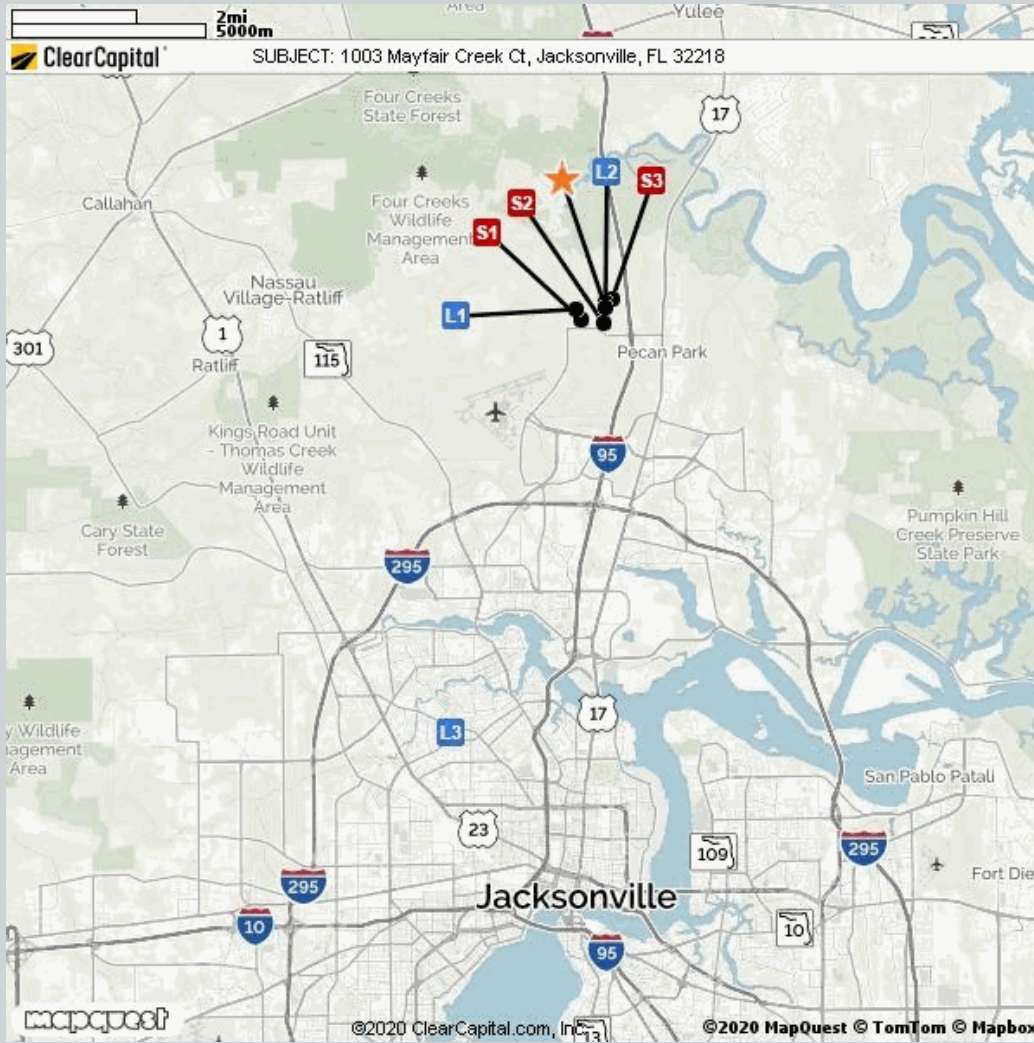 2mi
5000m
Area
Yulee
ClearCapital
SUBJECT: 1003 Mayfair Creek Ct, Jacksonville, FL 32218
Four Creeks
State Forest
17
Callahan
Four Creeks
Wildlife
Management
Area
L2
S3
S2
S1
L1
Nassau
Village-Ratliff
301
1
115
Ratliff
Pecan Park
Kings Road Unit
- Thomas Creek
Wildlife
Management
Area
95
Cary State
Forest
Pumpkin Hill
Creek Preserve
State Park
295
y Wildlife
nagement
Area
17
L3
San Pablo Patali
23
109
295
Fort Die
295
Jacksonville
10
10
95
mapquest
©2020 ClearCapital.com, Inc.
13
©2020 MapQuest © TomTom © Mapbox